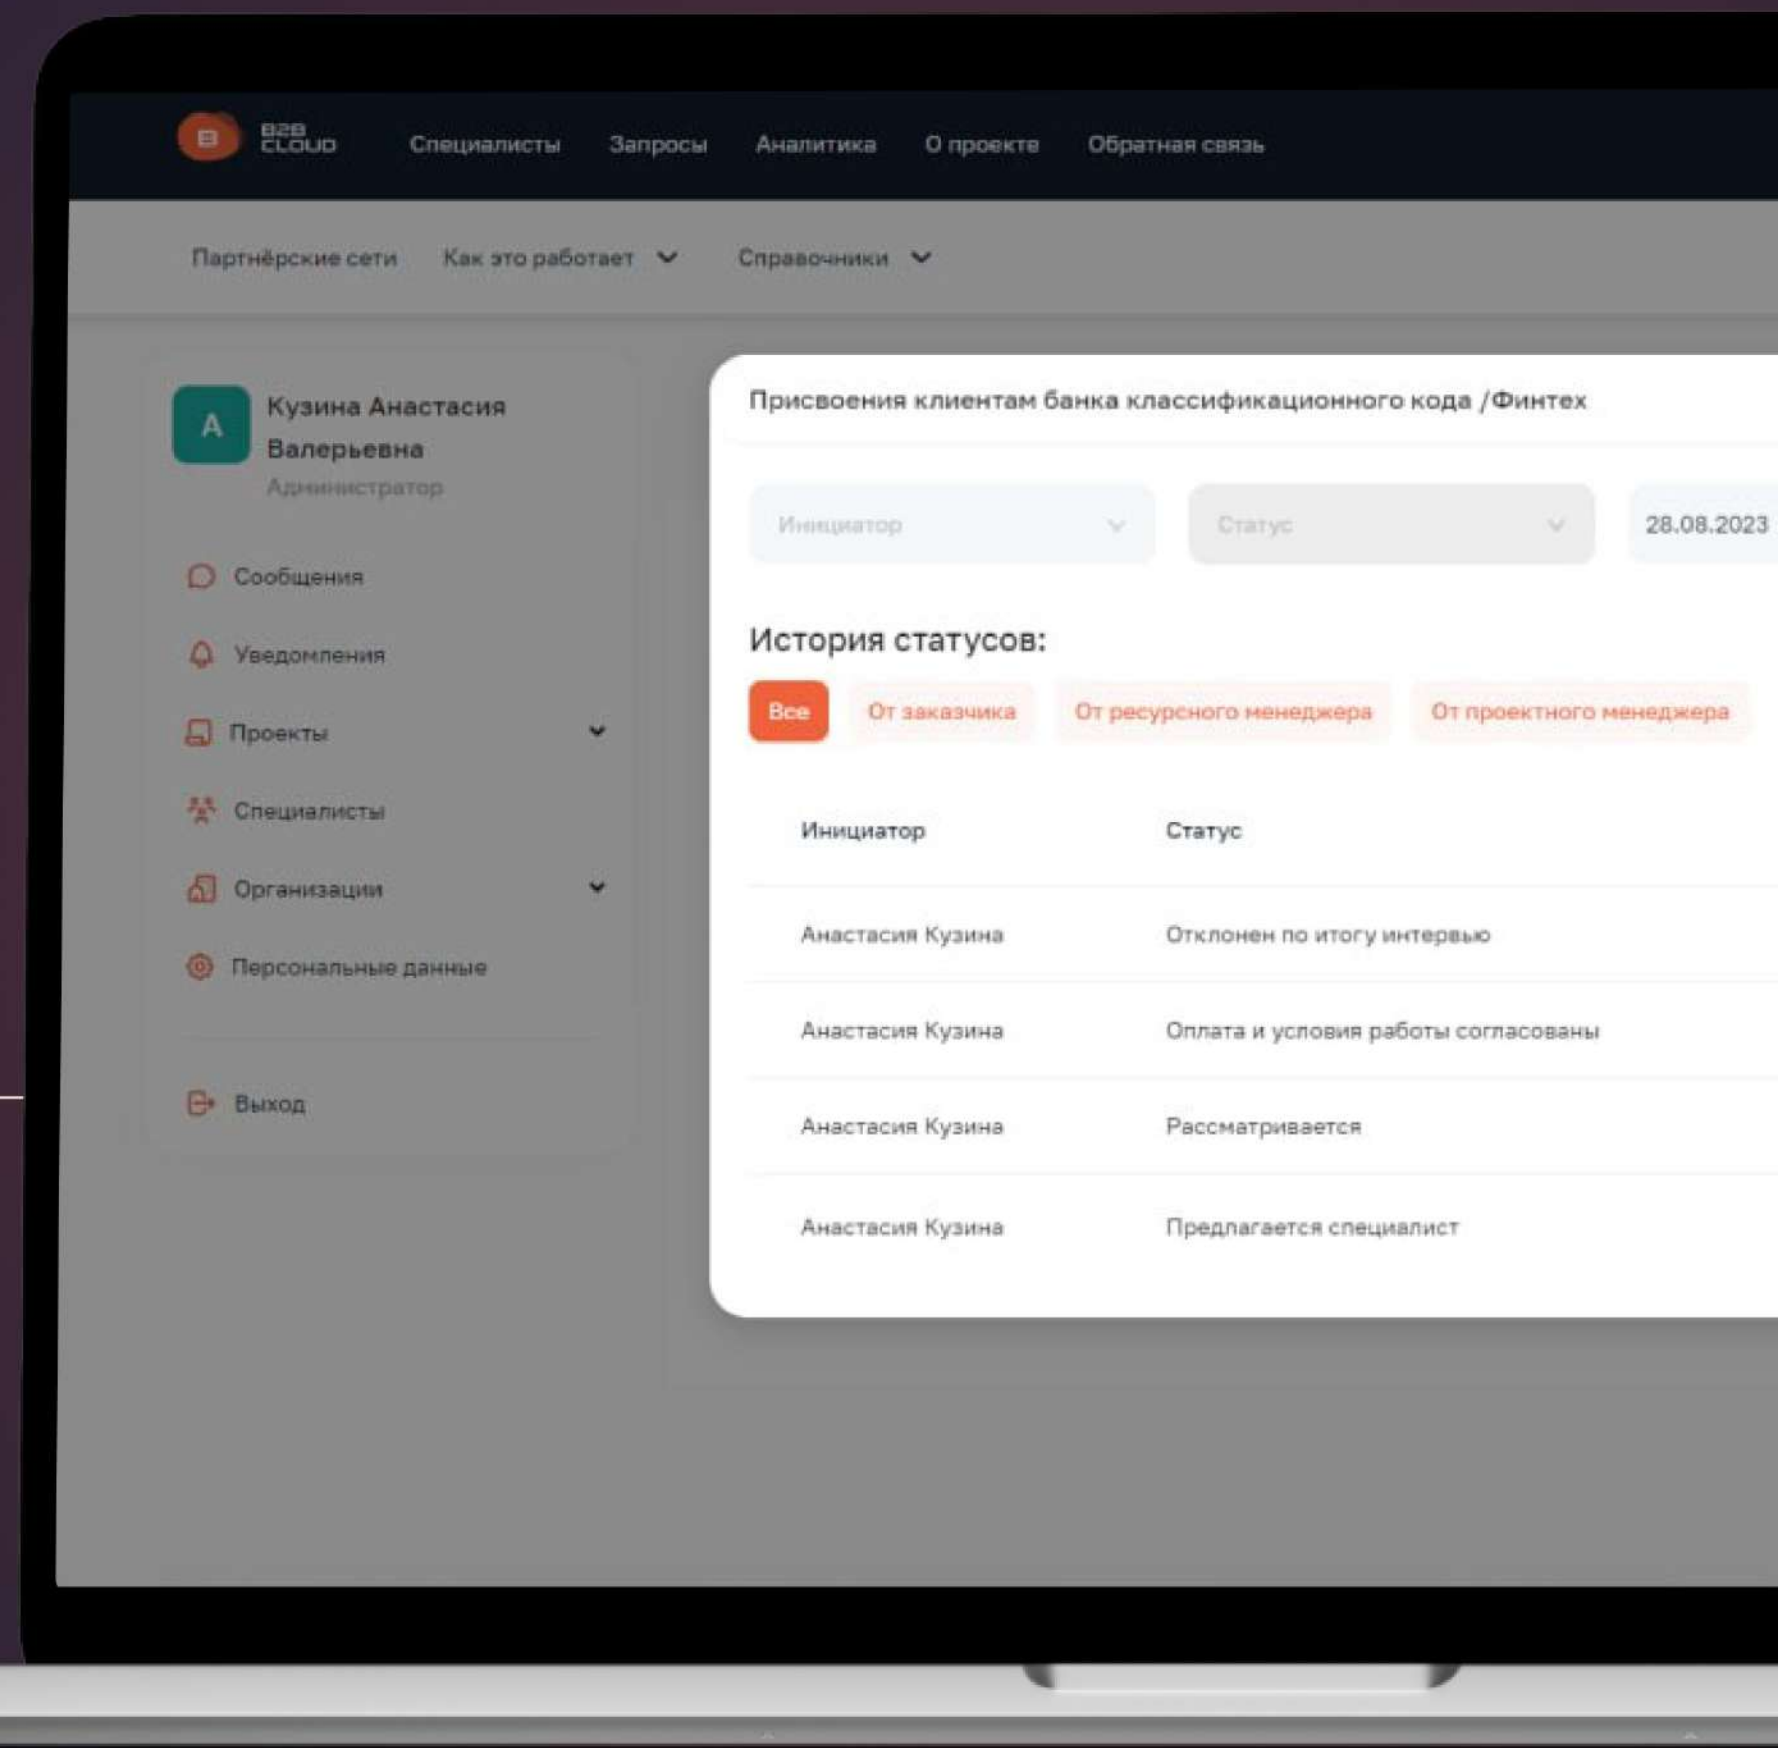 B
B2B
CLOUD
Специалисты Запросы Аналитика О проекте Обратная связь
Партнёрские сети Как это работает Справочники
А
Кузина Анастасия
Валерьевна
Администратор
Сообщения
Уведомления
Проекты
Специалисты
Организации
Персональные данные
Выход
Присвоения клиентам банка классификационного кода /Финтех
Инициатор Статус 28.08.2023
История статусов:
Все От заказчика От ресурсного менеджера От проектного менеджера
Инициатор Статус
Анастасия Кузина Отклонен по итогу интервью
Анастасия Кузина Оплата и условия работы согласованы
Анастасия Кузина Рассматривается
Анастасия Кузина Предлагается специалист